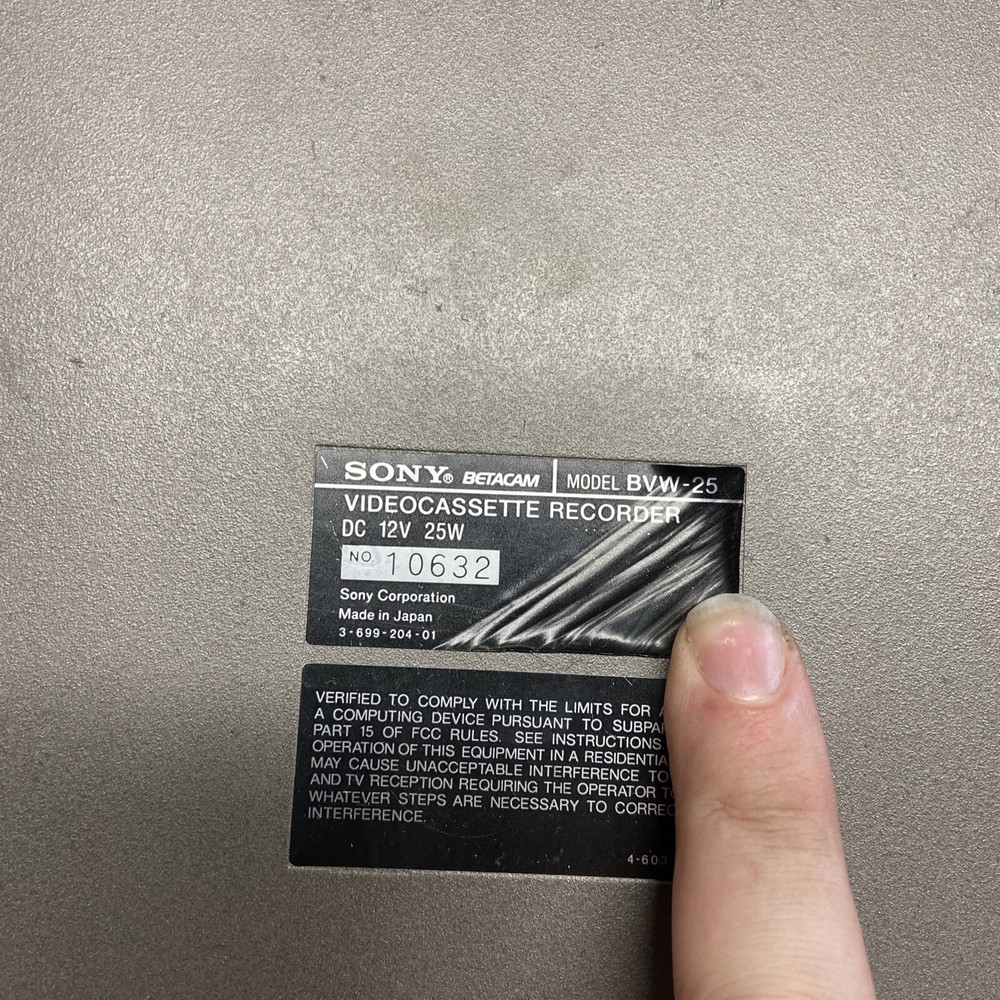 SONY® BETACAM MODEL BVW-25
VIDEOCASSETTE RECORDER
DC 12V 25W
NO. 10632
Sony Corporation
Made in Japan
3-699-204-01
VERIFIED TO COMPLY WITH THE LIMITS FOR
A COMPUTING DEVICE PURSUANT TO
PART 15 OF FCC RULES. SEE INSTRUCTIONS.
OPERATION OF THIS EQUIPMENT IN A
MAY CAUSE UNACCEPTABLE INTERFERENCE TO
AND TV RECEPTION REQUIRING THE OPERATOR
WHATEVER STEPS ARE NECESSARY TO
INTERFERENCE.
4-603-